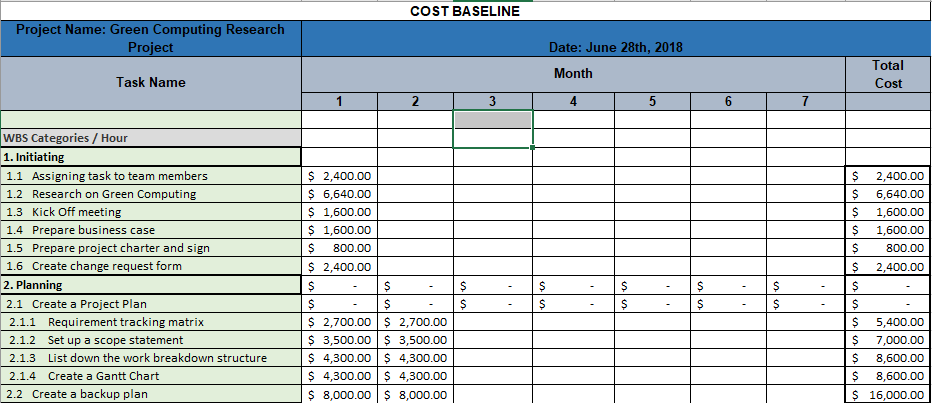 COST BASELINE
Project Name: Green Computing Research
Project
Date: June 28th, 2018
Task Name
Month
Total
Cost
1 2 3 4 5 6 7
WBS Categories / Hour
1. Initiating
1.1 Assigning task to team members $ 2,400.00 $ 2,400.00
1.2 Research on Green Computing $ 6,640.00 $ 6,640.00
1.3 Kick Off meeting $ 1,600.00 $ 1,600.00
1.4 Prepare business case $ 1,600.00 $ 1,600.00
1.5 Prepare project charter and sign $ 800.00 $ 800.00
1.6 Create change request form $ 2,400.00 $ 2,400.00
2. Planning $ - $ - $ - $ - $ - $ - $ - $ -
2.1 Create a Project Plan $ - $ - $ - $ - $ - $ - $ - $ -
2.1.1 Requirement tracking matrix $ 2,700.00 $ 2,700.00 $ 5,400.00
2.1.2 Set up a scope statement $ 3,500.00 $ 3,500.00 $ 7,000.00
2.1.3 List down the work breakdown structure $ 4,300.00 $ 4,300.00 $ 8,600.00
2.1.4 Create a Gantt Chart $ 4,300.00 $ 4,300.00 $ 8,600.00
2.2 Create a backup plan $ 8,000.00 $ 8,000.00 $ 16,000.00